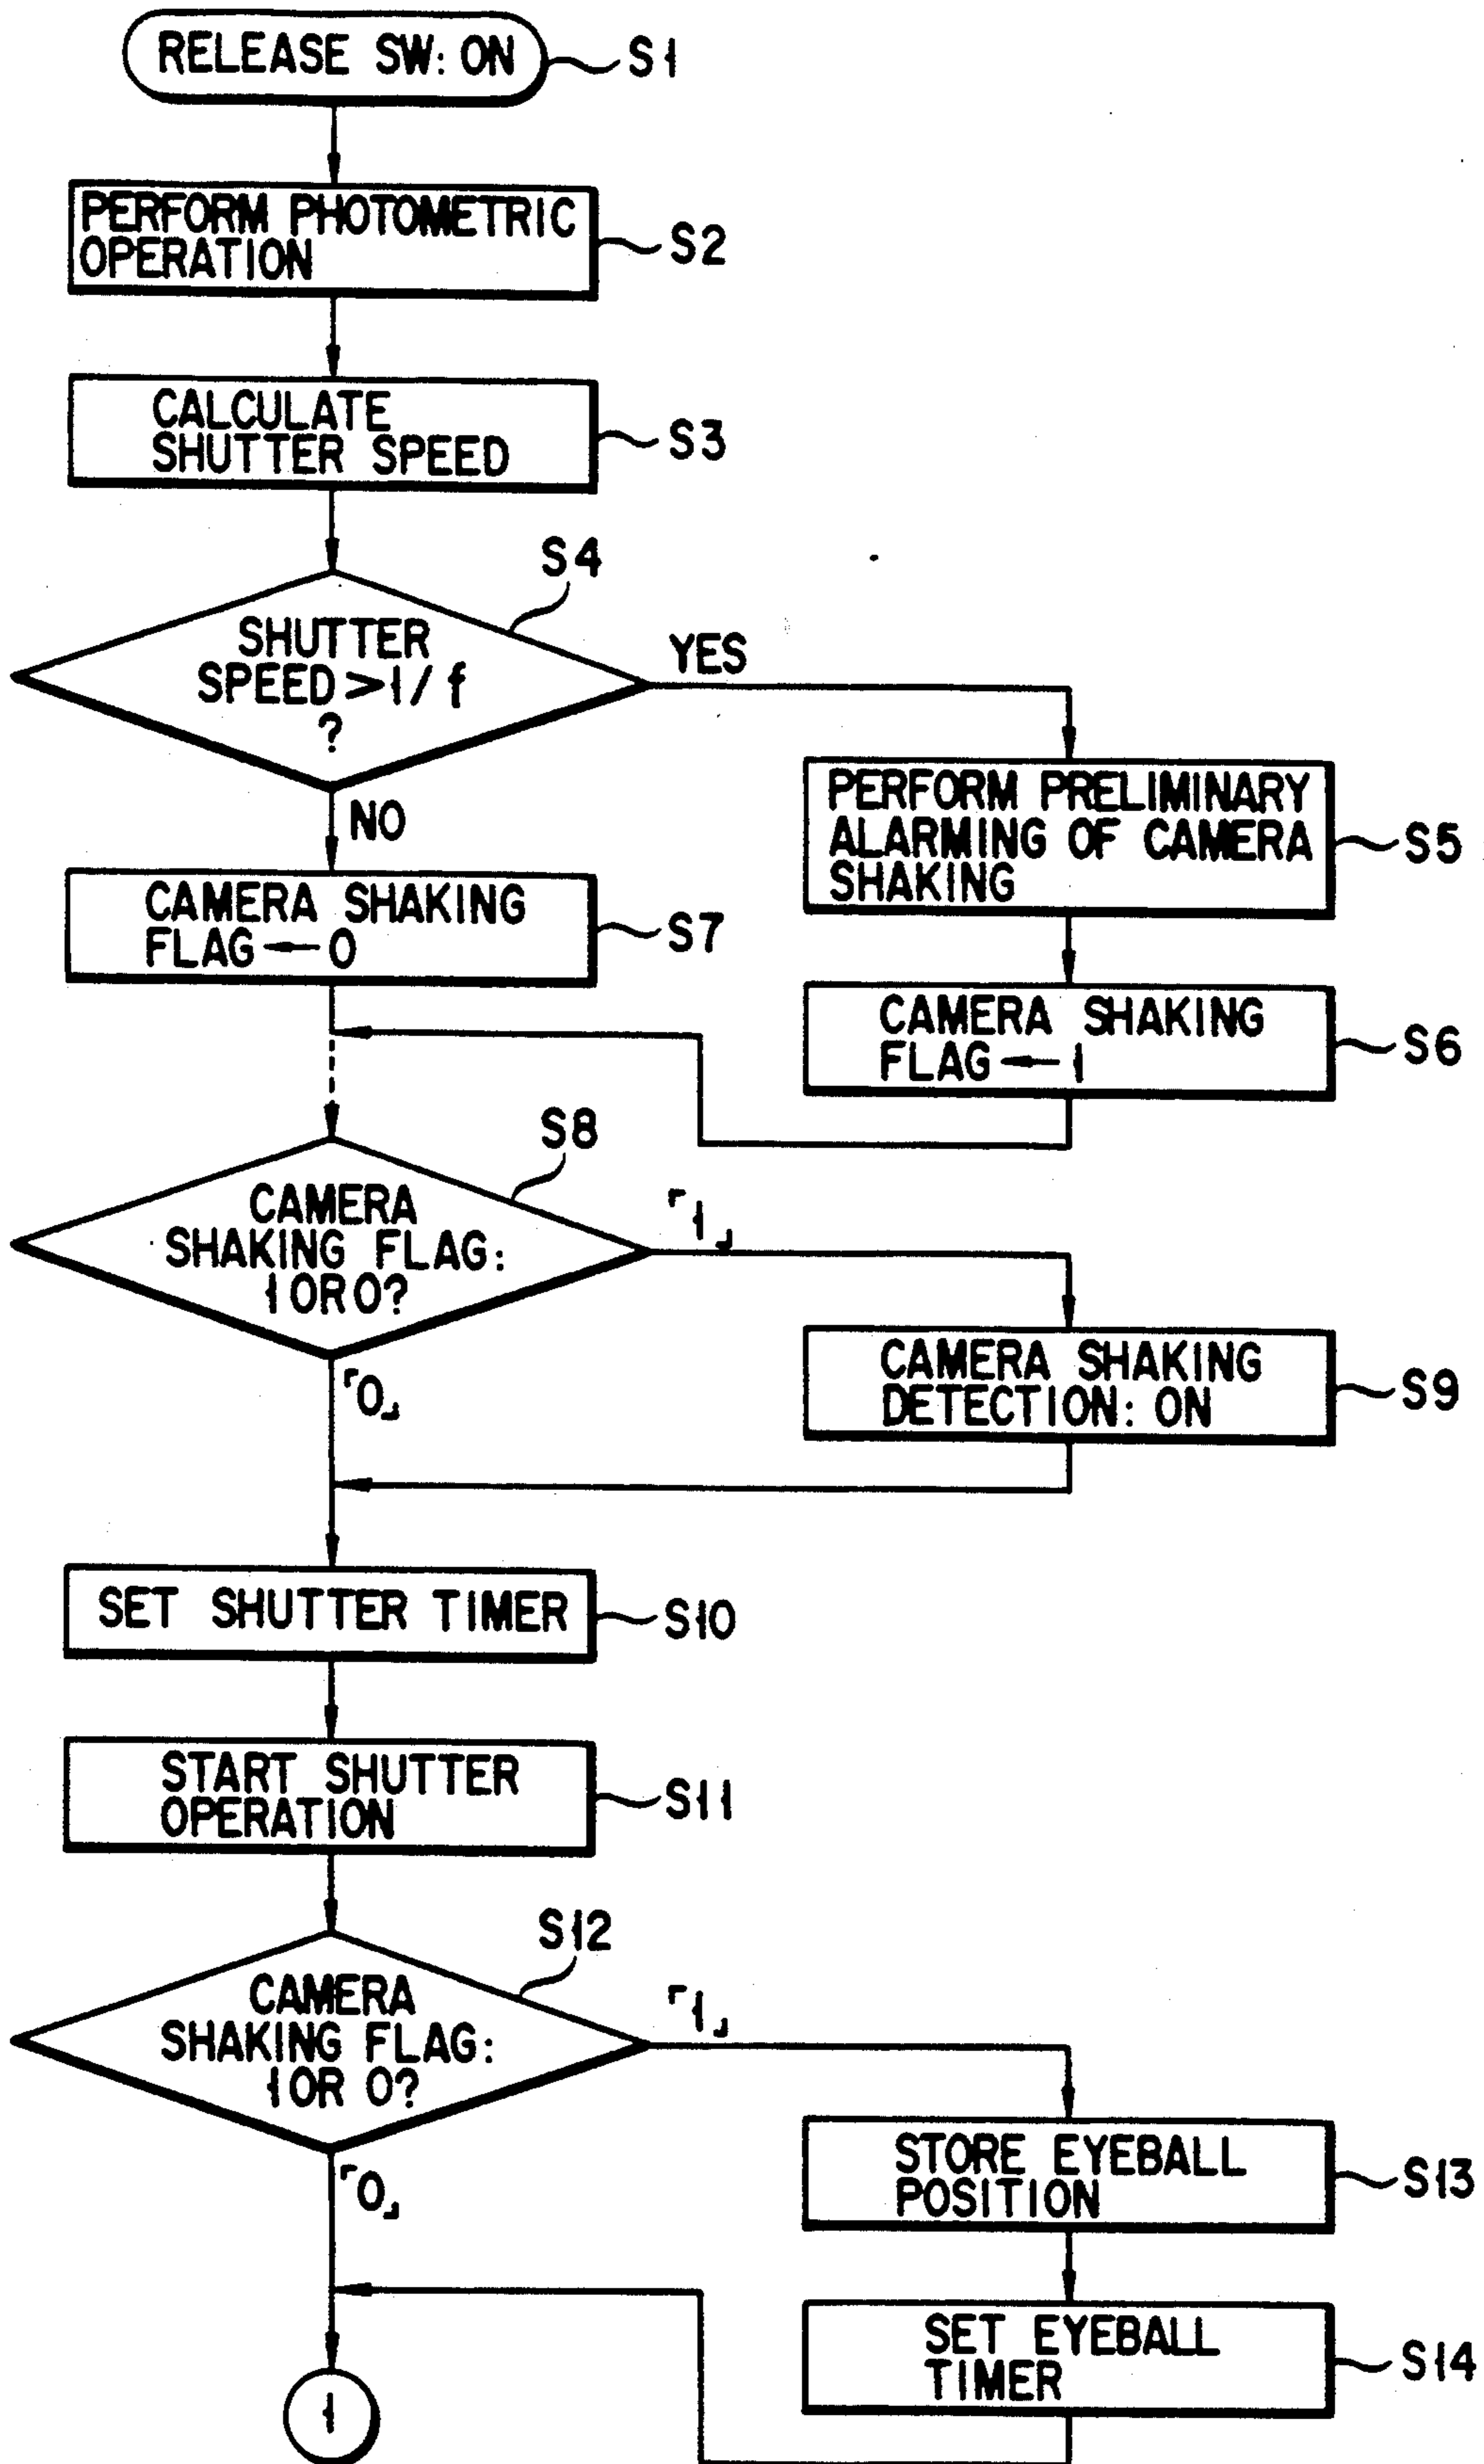 RELEASE SW: ON
S1
PERFORM PHOTOMETRIC
OPERATION
S2
CALCULATE
SHUTTER SPEED
S3
S4
SHUTTER
SPEED>1/f
?
YES
NO
PERFORM PRELIMINARY
ALARMING OF CAMERA
SHAKING
S5
CAMERA SHAKING
FLAG←0
S7
CAMERA SHAKING
FLAG←1
S6
S8
CAMERA
SHAKING FLAG:
1 OR 0?
「1」
「0」
CAMERA SHAKING
DETECTION: ON
S9
SET SHUTTER TIMER
S10
START SHUTTER
OPERATION
S11
S12
CAMERA
SHAKING FLAG:
1 OR 0?
「1」
「0」
STORE EYEBALL
POSITION
S13
SET EYEBALL
TIMER
S14
1